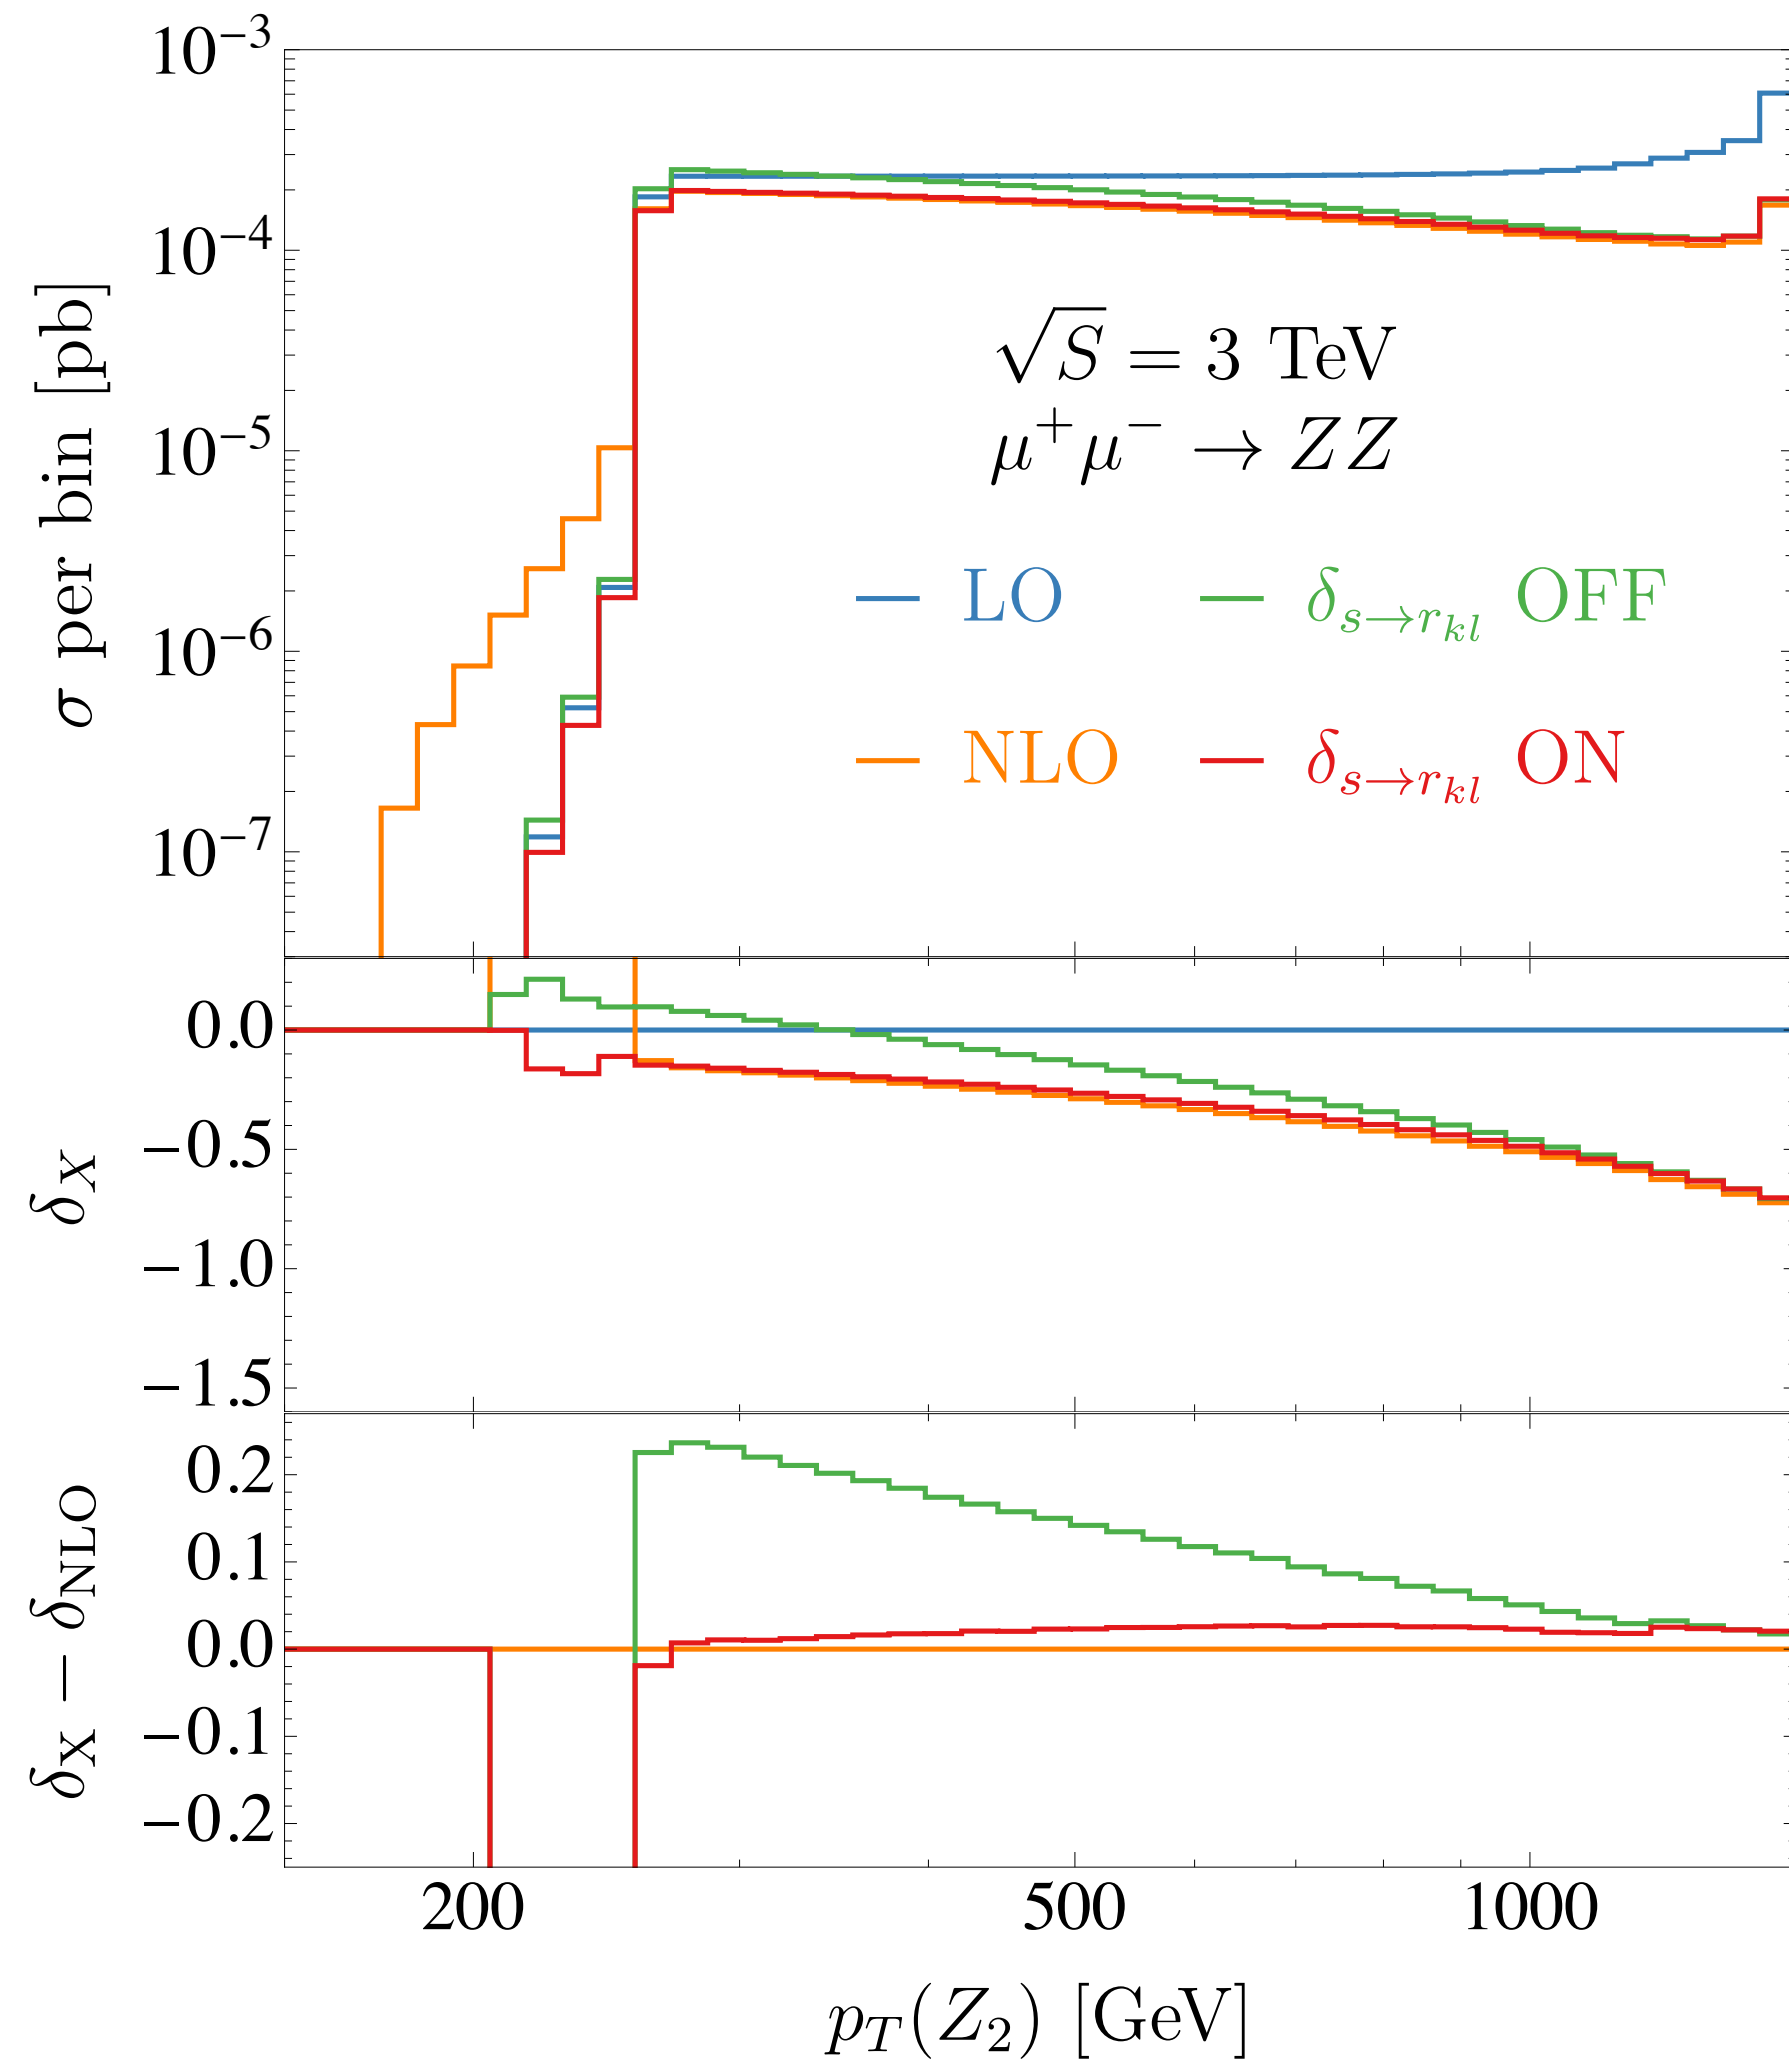 σ per bin [pb]
10⁻³
10⁻⁴
10⁻⁵
10⁻⁶
10⁻⁷
√S = 3 TeV
μ⁺μ⁻ → ZZ
LO δ_{s→r_{kl}} OFF
NLO δ_{s→r_{kl}} ON
δ_X
0.0
−0.5
−1.0
−1.5
δ_X − δ_NLO
0.2
0.1
0.0
−0.1
−0.2
200 500 1000
p_T(Z₂) [GeV]